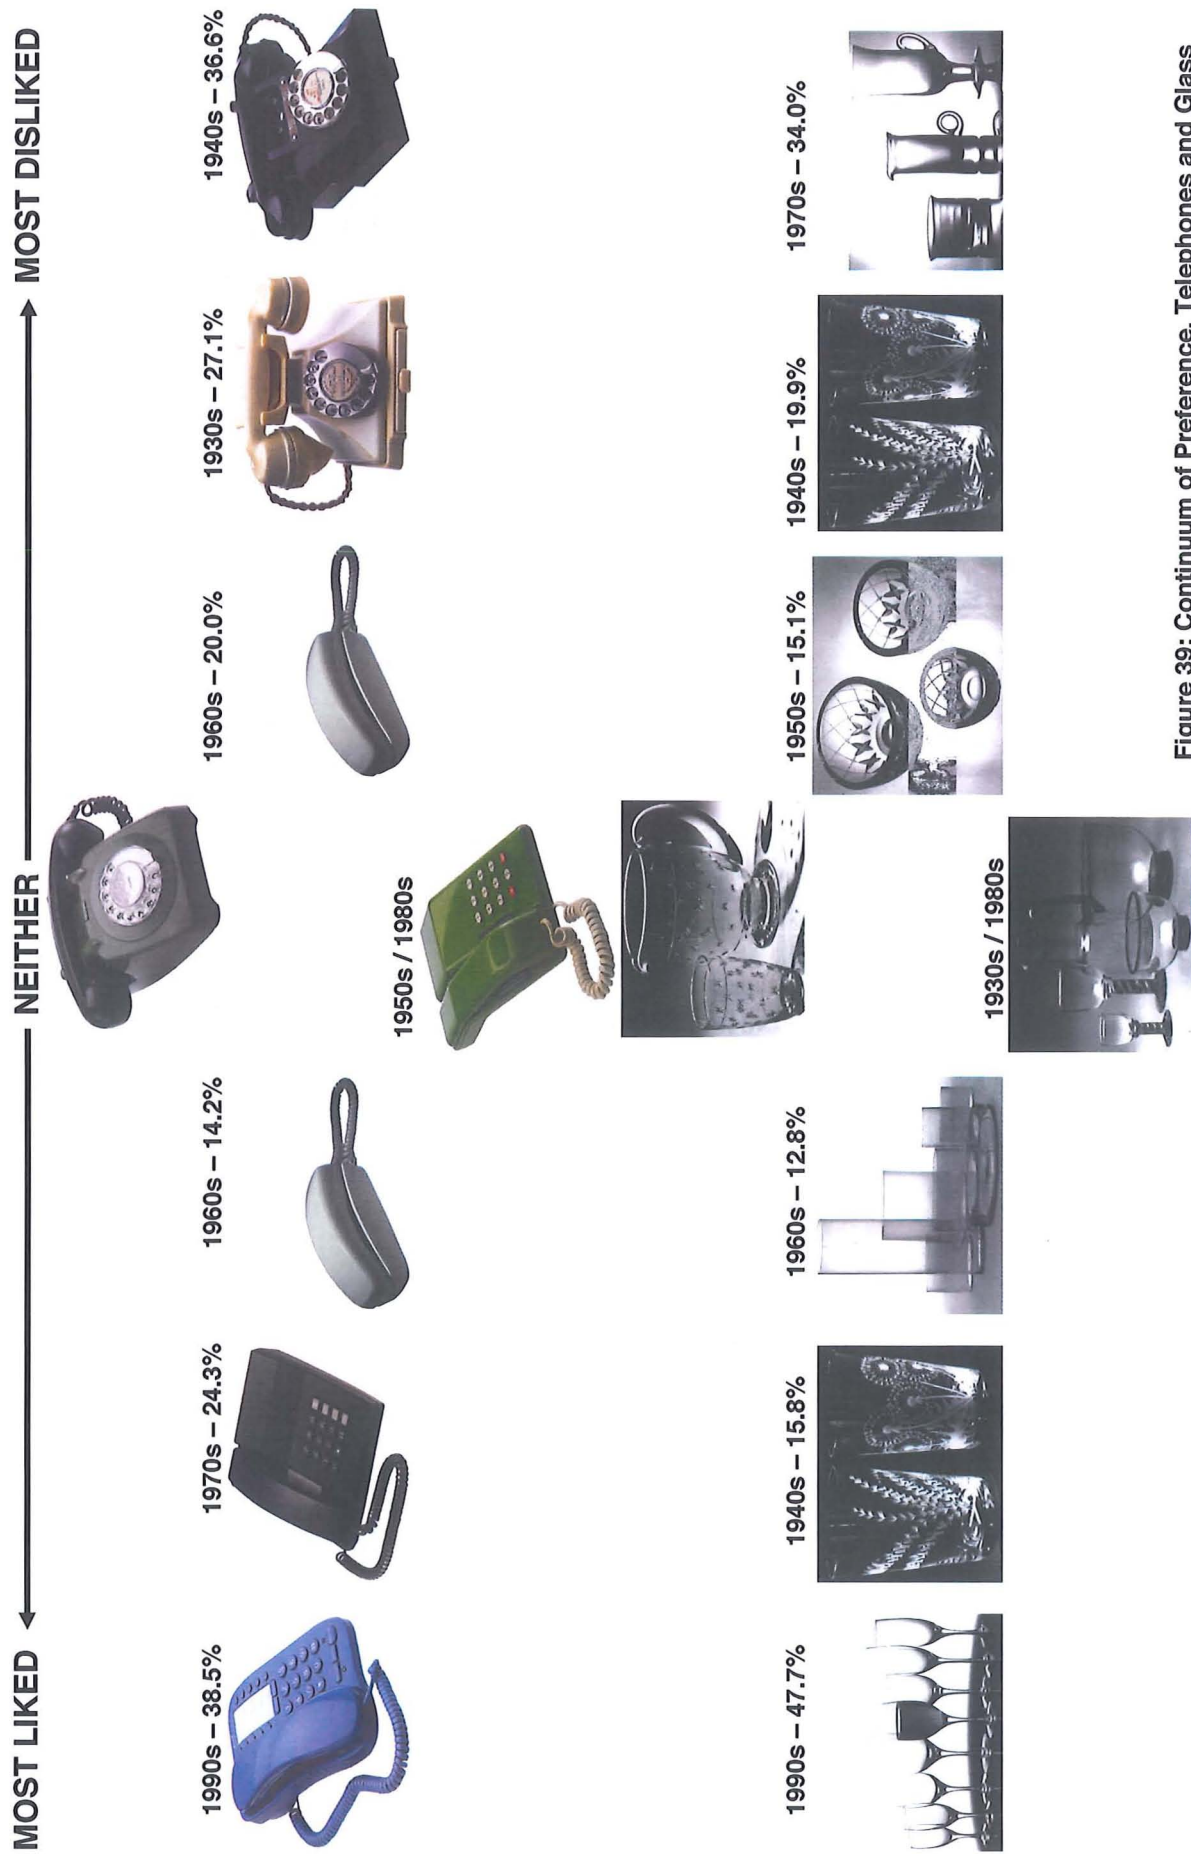 MOST LIKED
NEITHER
MOST DISLIKED
1990s – 38.5%
1970s – 24.3%
1960s – 14.2%
1960s – 20.0%
1930s – 27.1%
1940s – 36.6%
1950s / 1980s
1990s – 47.7%
1940s – 15.8%
1960s – 12.8%
1950s – 15.1%
1940s – 19.9%
1970s – 34.0%
1930s / 1980s
Figure 39: Continuum of Preference, Telephones and Glass